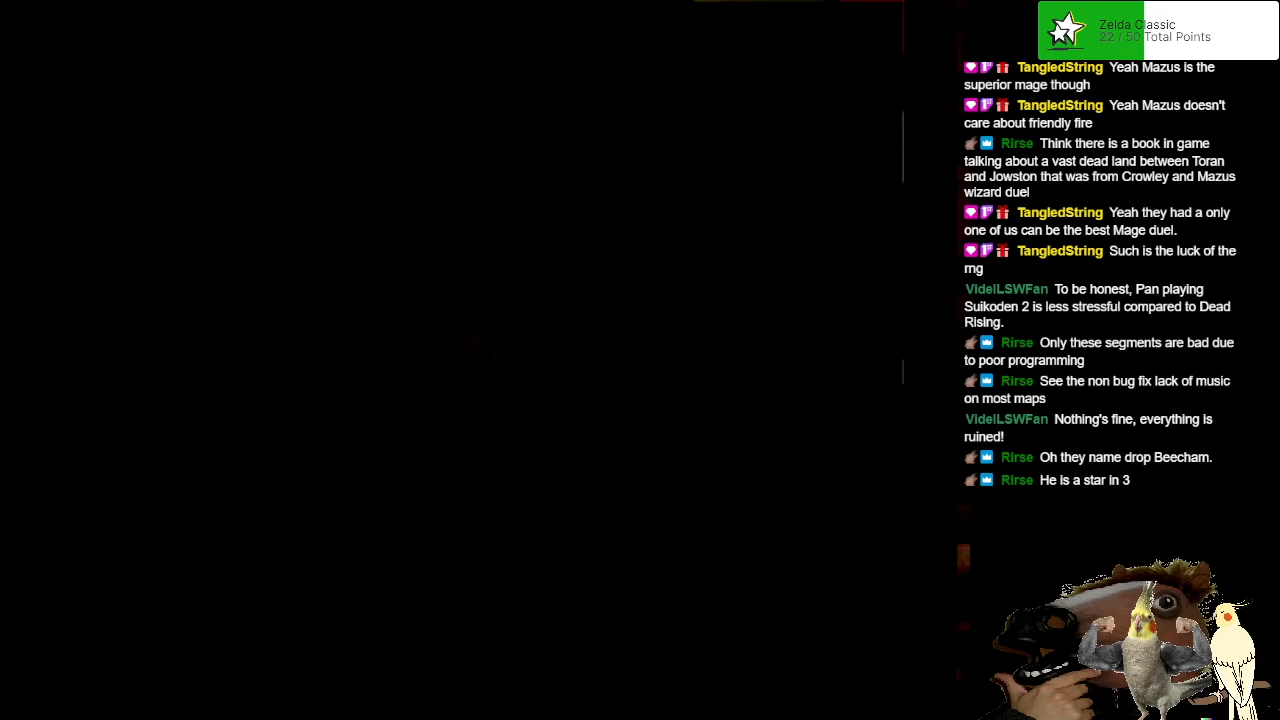 Zelda Classic
22 / 50 Total Points
TangledString Yeah Mazus is the
superior mage though
TangledString Yeah Mazus doesn't
care about friendly fire
Rirse Think there is a book in game
talking about a vast dead land between Toran
and Jowston that was from Crowley and Mazus
wizard duel
TangledString Yeah they had a only
one of us can be the best Mage duel.
TangledString Such is the luck of the
rng
VidelLSWFan To be honest, Pan playing
Suikoden 2 is less stressful compared to Dead
Rising.
Rirse Only these segments are bad due
to poor programming
Rirse See the non bug fix lack of music
on most maps
VidelLSWFan Nothing's fine, everything is
ruined!
Rirse Oh they name drop Beecham.
Rirse He is a star in 3